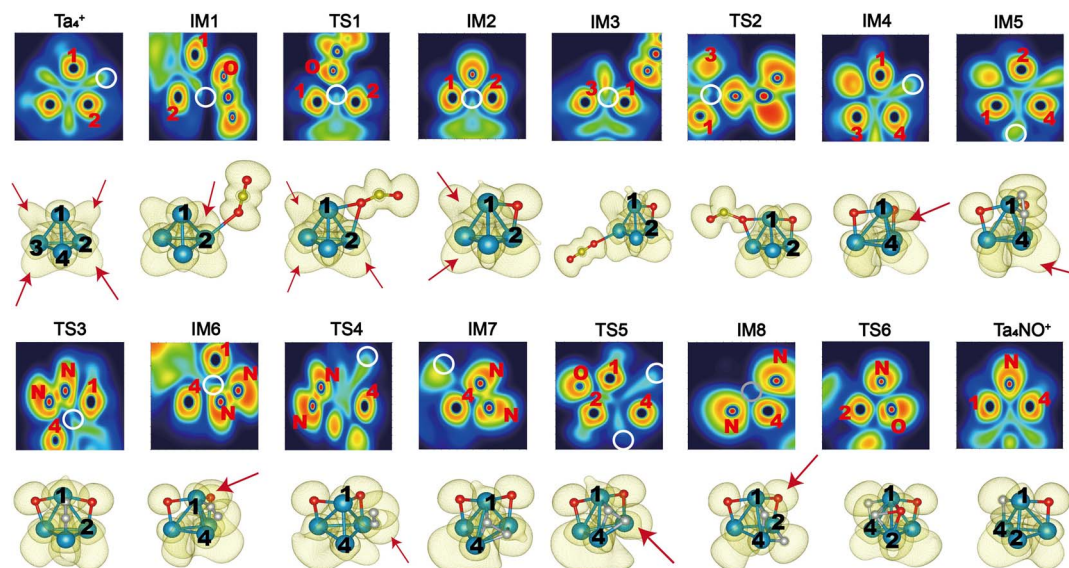 Ta₄⁺ IM1 TS1 IM2 IM3 TS2 IM4 IM5
1 1 O 1 2 3 1 3 1 2
2 O 2 1 2 1 3 4 1 4
1 1 1 1 1 1 1 1
3 2 2 2 2 2 2 4 4
4
TS3 IM6 TS4 IM7 TS5 IM8 TS6 Ta₄NO⁺
N N 1 1 4 N N N 4 4 N O 1 2 4 N N 4 N 2 O N 1 4
4
1 1 1 1 1 1 1 1
2 4 4 4 4 2 4 4 2 4 2